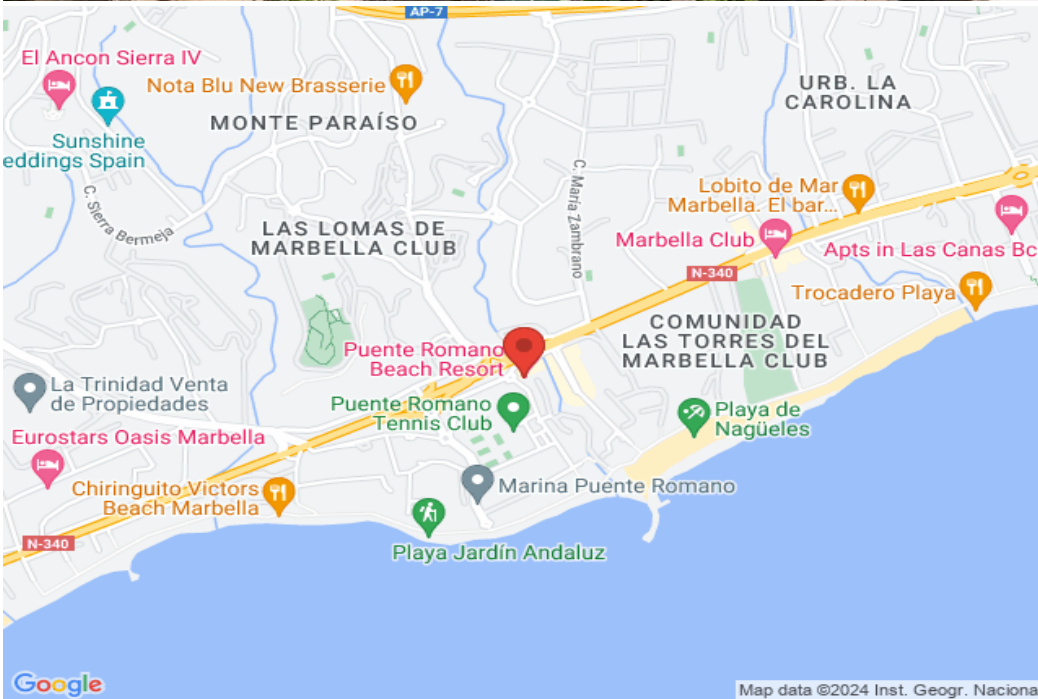 AP-7
El Ancon Sierra IV
Nota Blu New Brasserie
URB. LA
CAROLINA
MONTE PARAÍSO
Sunshine
eddings Spain
C. María Zambrano
Lobito de Mar
Marbella. El bar...
C. Sierra Bermeja
LAS LOMAS DE
MARBELLA CLUB
Marbella Club
Apts in Las Canas Bc
N-340
Trocadero Playa
COMUNIDAD
LAS TORRES DEL
MARBELLA CLUB
Puente Romano
Beach Resort
La Trinidad Venta
de Propiedades
Puente Romano
Tennis Club
Playa de
Nagüeles
Eurostars Oasis Marbella
Chiringuito Victors
Beach Marbella
Marina Puente Romano
N-340
Playa Jardín Andaluz
Google
Map data ©2024 Inst. Geogr. Naciona